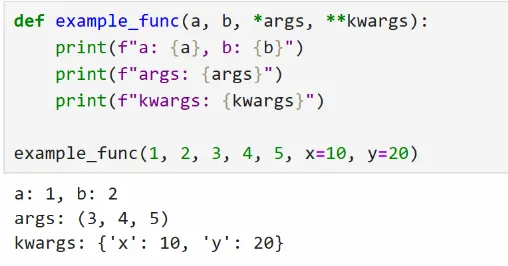 def example_func(a, b, *args, **kwargs):
    print(f"a: {a}, b: {b}")
    print(f"args: {args}")
    print(f"kwargs: {kwargs}")

example_func(1, 2, 3, 4, 5, x=10, y=20)
a: 1, b: 2
args: (3, 4, 5)
kwargs: {'x': 10, 'y': 20}